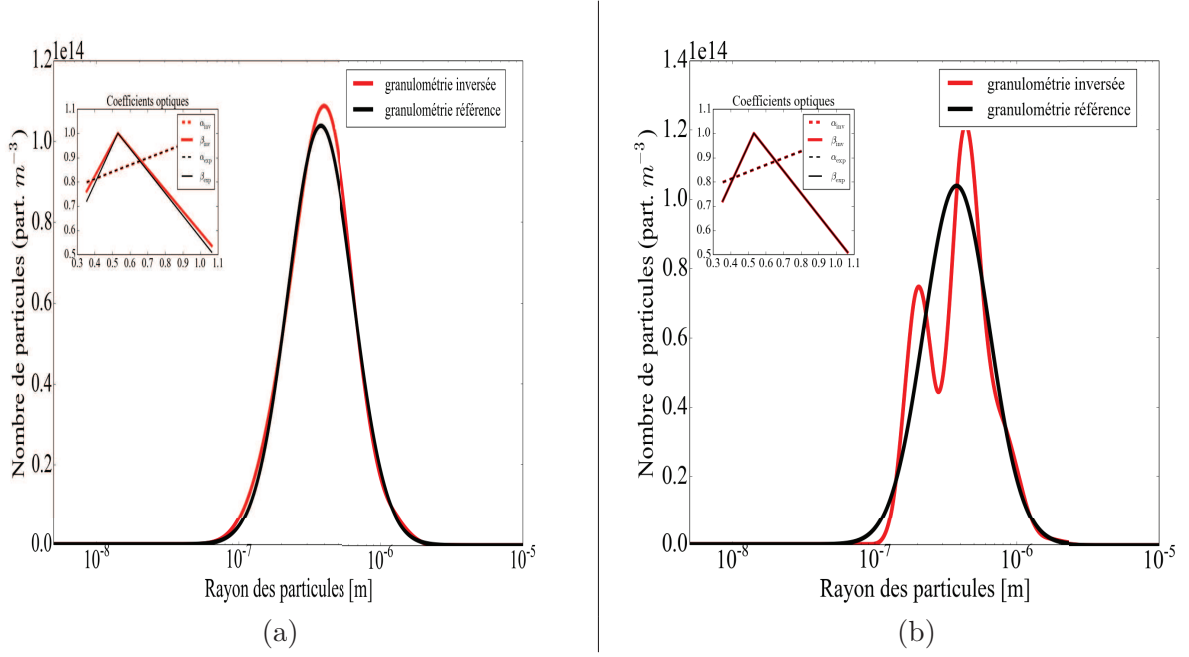 1e14
1.2
1.0
0.8
0.6
0.4
0.2
0.0
Nombre de particules (part. m⁻³)
10⁻⁸ 10⁻⁷ 10⁻⁶ 10⁻⁵
Rayon des particules [m]
granulométrie inversée
granulométrie référence
Coefficients optiques
1.1
1.0
0.9
0.8
0.7
0.6
0.5
0.3 0.4 0.5 0.6 0.7 0.8 0.9 1.0 1.1
α_inv
β_inv
α_exp
β_exp
(a)
1e14
1.4
1.2
1.0
0.8
0.6
0.4
0.2
0.0
Nombre de particules (part. m⁻³)
10⁻⁸ 10⁻⁷ 10⁻⁶ 10⁻⁵
Rayon des particules [m]
granulométrie inversée
granulométrie référence
Coefficients optiques
1.1
1.0
0.9
0.8
0.7
0.6
0.5
0.3 0.4 0.5 0.6 0.7 0.8 0.9 1.0 1.1
α_inv
β_inv
α_exp
β_exp
(b)